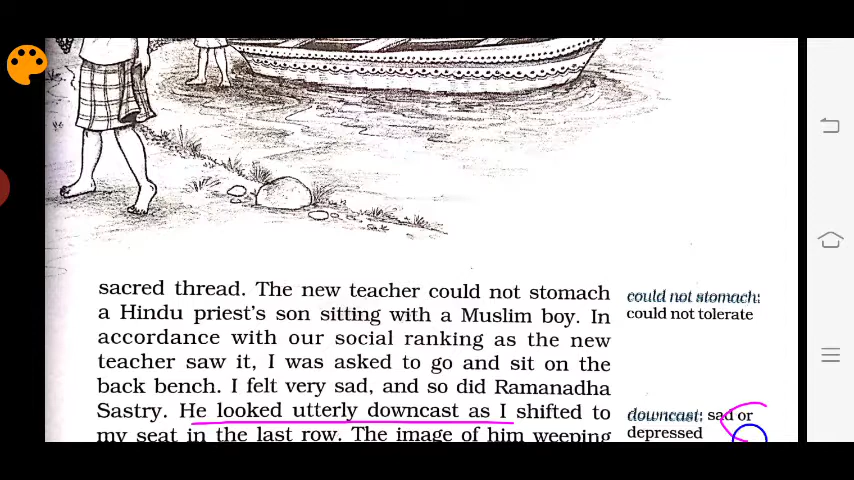 sacred thread. The new teacher could not stomach
a Hindu priest's son sitting with a Muslim boy. In
accordance with our social ranking as the new
teacher saw it, I was asked to go and sit on the
back bench. I felt very sad, and so did Ramanadha
Sastry. He looked utterly downcast as I shifted to
my seat in the last row. The image of him weeping
could not stomach:
could not tolerate
downcast: sad or
depressed